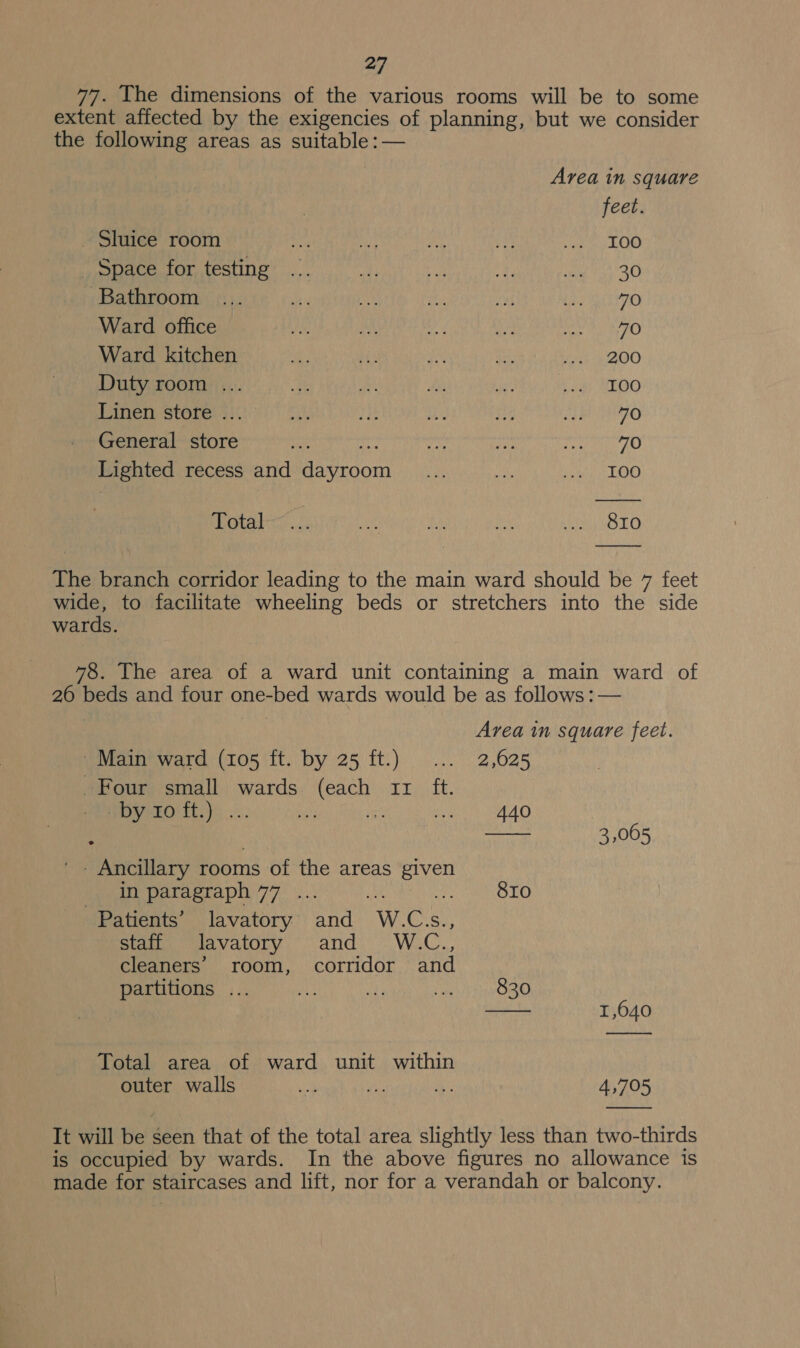 27
77. The dimensions of the various rooms will be to some
extent affected by the exigencies of planning, but we consider
the following areas as suitable:—
Area in square
feet.
Sluice room ... ... ... ... ... 100
Space for testing ... ... ... ... ... 30
Bathroom ... ... ... ... ... ... 70
Ward office ... ... ... ... ... 70
Ward kitchen ... ... ... ... ... 200
Duty room ... ... ... ... ... ... 100
Linen store ... ... ... ... ... ... 70
General store ... ... ... ... ... 70
Lighted recess and dayroom ... ... ... 100
Total ... ... ... ... ... 810
The branch corridor leading to the main ward should be 7 feet
wide, to facilitate wheeling beds or stretchers into the side
wards.
78. The area of a ward unit containing a main ward of
26 beds and four one-bed wards would be as follows:—
Area in square feet.
Main ward (105 ft. by 25 ft.) ... 2,625
Four small wards (each 11 ft.
by 10 ft.) ... ... ... ... 440
3,065
Ancillary rooms of the areas given
in paragraph 77 ... ... ... 810
Patients' lavatory and W.C.s.,
staff lavatory and W.C.,
cleaners' room, corridor and
partitions ... ... ... ... 830
1,640
Total area of ward unit within
outer walls ... ... ... 4,705
It will be seen that of the total area slightly less than two-thirds
is occupied by wards. In the above figures no allowance is
made for staircases and lift, nor for a verandah or balcony.